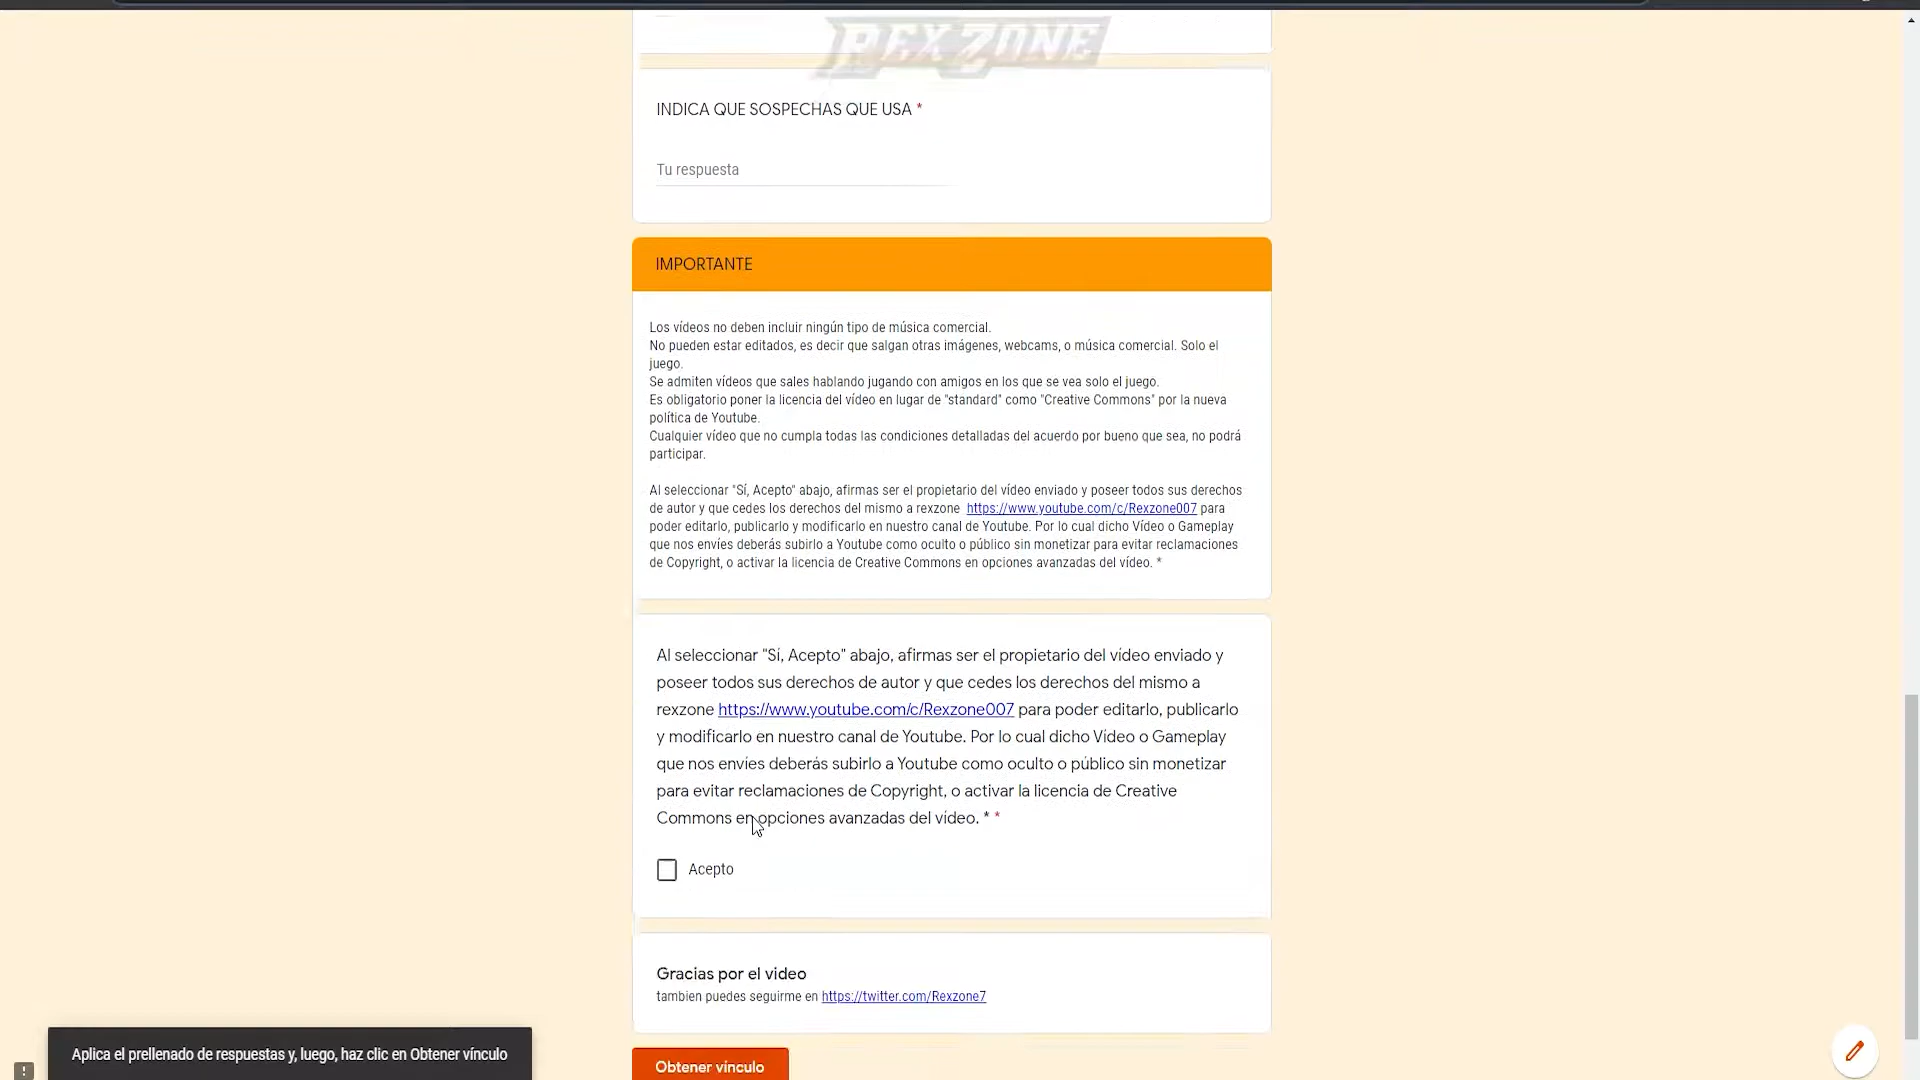 REX ZONE
INDICA QUE SOSPECHAS QUE USA *
Tu respuesta
IMPORTANTE
Los vídeos no deben incluir ningún tipo de música comercial.
No pueden estar editados, es decir que salgan otras imágenes, webcams, o música comercial. Solo el
juego.
Se admiten vídeos que sales hablando jugando con amigos en los que se vea solo el juego.
Es obligatorio poner la licencia del vídeo en lugar de "standard" como "Creative Commons" por la nueva
política de Youtube.
Cualquier vídeo que no cumpla todas las condiciones detalladas del acuerdo por bueno que sea, no podrá
participar.
Al seleccionar "Sí, Acepto" abajo, afirmas ser el propietario del vídeo enviado y poseer todos sus derechos
de autor y que cedes los derechos del mismo a rexzone https://www.youtube.com/c/Rexzone007 para
poder editarlo, publicarlo y modificarlo en nuestro canal de Youtube. Por lo cual dicho Vídeo o Gameplay
que nos envíes deberás subirlo a Youtube como oculto o público sin monetizar para evitar reclamaciones
de Copyright, o activar la licencia de Creative Commons en opciones avanzadas del vídeo. *
Al seleccionar "Sí, Acepto" abajo, afirmas ser el propietario del vídeo enviado y
poseer todos sus derechos de autor y que cedes los derechos del mismo a
rexzone https://www.youtube.com/c/Rexzone007 para poder editarlo, publicarlo
y modificarlo en nuestro canal de Youtube. Por lo cual dicho Vídeo o Gameplay
que nos envíes deberás subirlo a Youtube como oculto o público sin monetizar
para evitar reclamaciones de Copyright, o activar la licencia de Creative
Commons en opciones avanzadas del vídeo. * *
Acepto
Gracias por el video
tambien puedes seguirme en https://twitter.com/Rexzone7
Aplica el prellenado de respuestas y, luego, haz clic en Obtener vínculo
Obtener vínculo